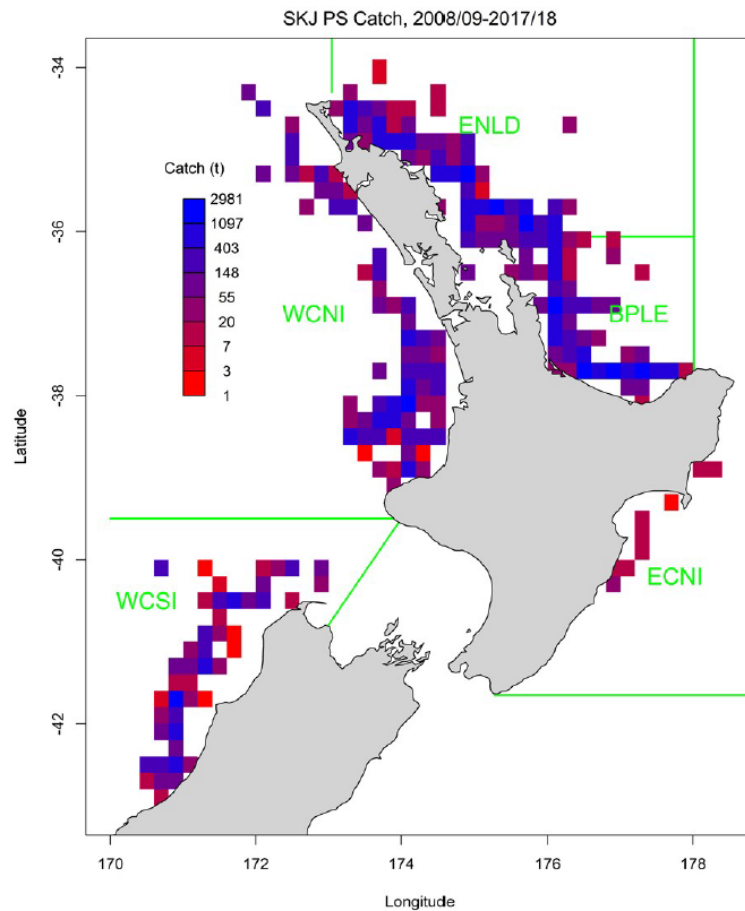 SKJ PS Catch, 2008/09-2017/18
-34
ENLD
Catch (t)
2981
1097
403
148
55
20
7
3
1
-36
WCNI
BPLE
-38
Latitude
-40
WCSI
ECNI
-42
170
172
174
176
178
Longitude